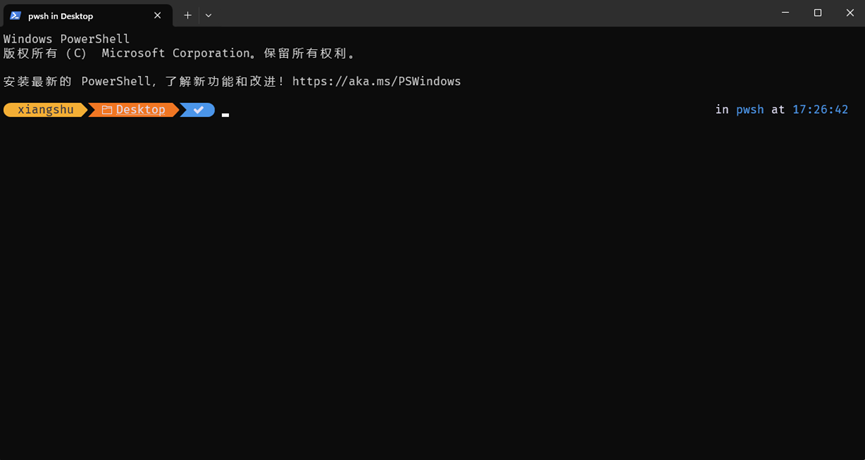 pwsh in Desktop
Windows PowerShell
版权所有 (C) Microsoft Corporation。保留所有权利。
安装最新的 PowerShell,了解新功能和改进!https://aka.ms/PSWindows
xiangshu Desktop in pwsh at 17:26:42